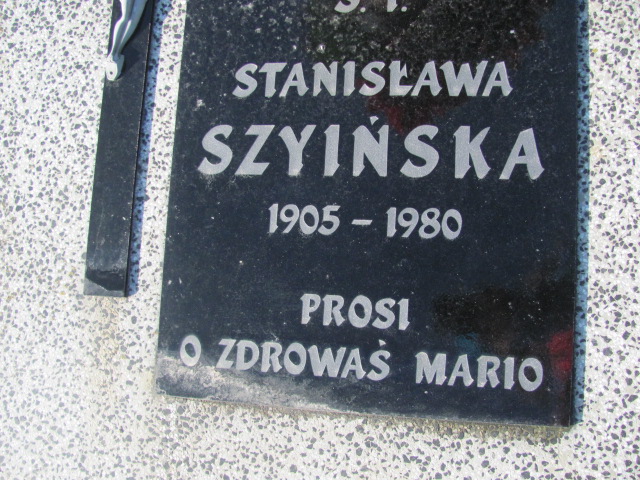 Ś. P.
STANISŁAWA
SZYIŃSKA
1905 – 1980
PROSI
O ZDROWAŚ MARIO